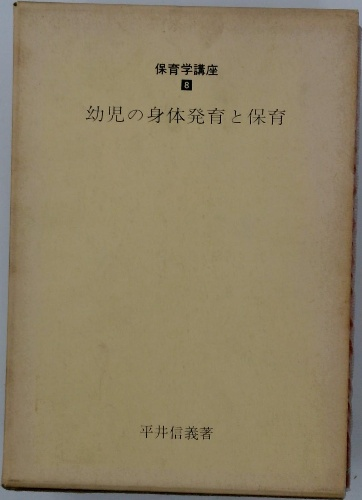 保育学講座
8
幼児の身体発育と保育
平井信義著